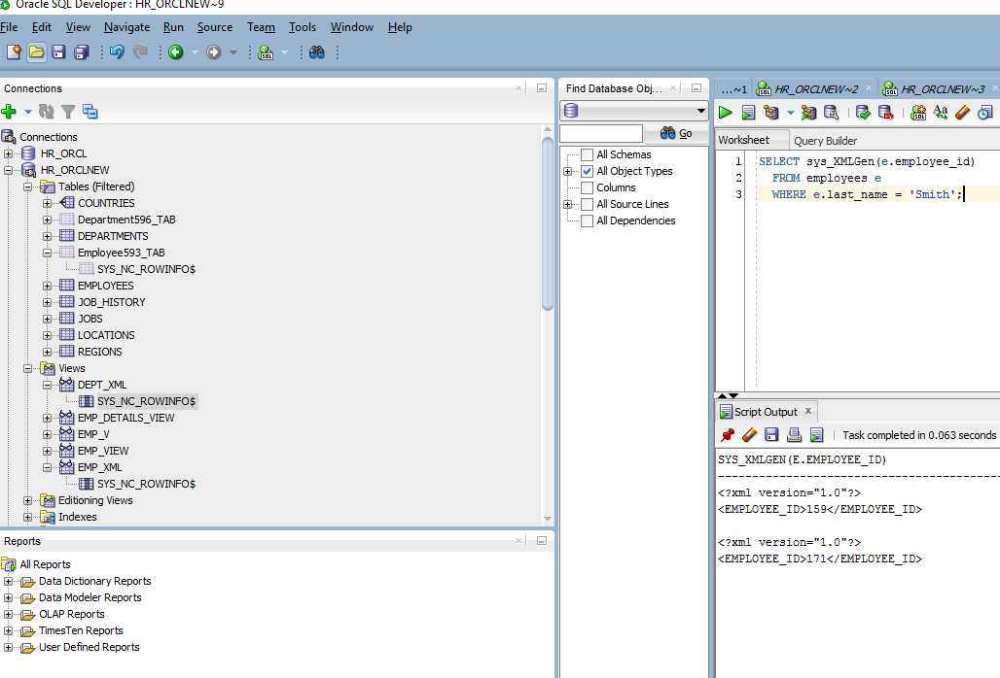 Oracle SQL Developer : HR_ORCLNEW~9
File Edit View Navigate Run Source Team Tools Window Help
Connections
Connections
HR_ORCL
HR_ORCLNEW
Tables (Filtered)
COUNTRIES
Department596_TAB
DEPARTMENTS
Employee593_TAB
SYS_NC_ROWINFO$
EMPLOYEES
JOB_HISTORY
JOBS
LOCATIONS
REGIONS
Views
DEPT_XML
SYS_NC_ROWINFO$
EMP_DETAILS_VIEW
EMP_V
EMP_VIEW
EMP_XML
SYS_NC_ROWINFO$
Editioning Views
Indexes
Reports
All Reports
Data Dictionary Reports
Data Modeler Reports
OLAP Reports
TimesTen Reports
User Defined Reports
Find Database Obj...
Go
All Schemas
All Object Types
Columns
All Source Lines
All Dependencies
...~1 HR_ORCLNEW~2 HR_ORCLNEW~3
Worksheet Query Builder
1 SELECT sys_XMLGen(e.employee_id)
2 FROM employees e
3 WHERE e.last_name = 'Smith';
Script Output
Task completed in 0.063 seconds
SYS_XMLGEN(E.EMPLOYEE_ID)
-----------------------------------------
<?xml version="1.0"?>
<EMPLOYEE_ID>159</EMPLOYEE_ID>
<?xml version="1.0"?>
<EMPLOYEE_ID>171</EMPLOYEE_ID>